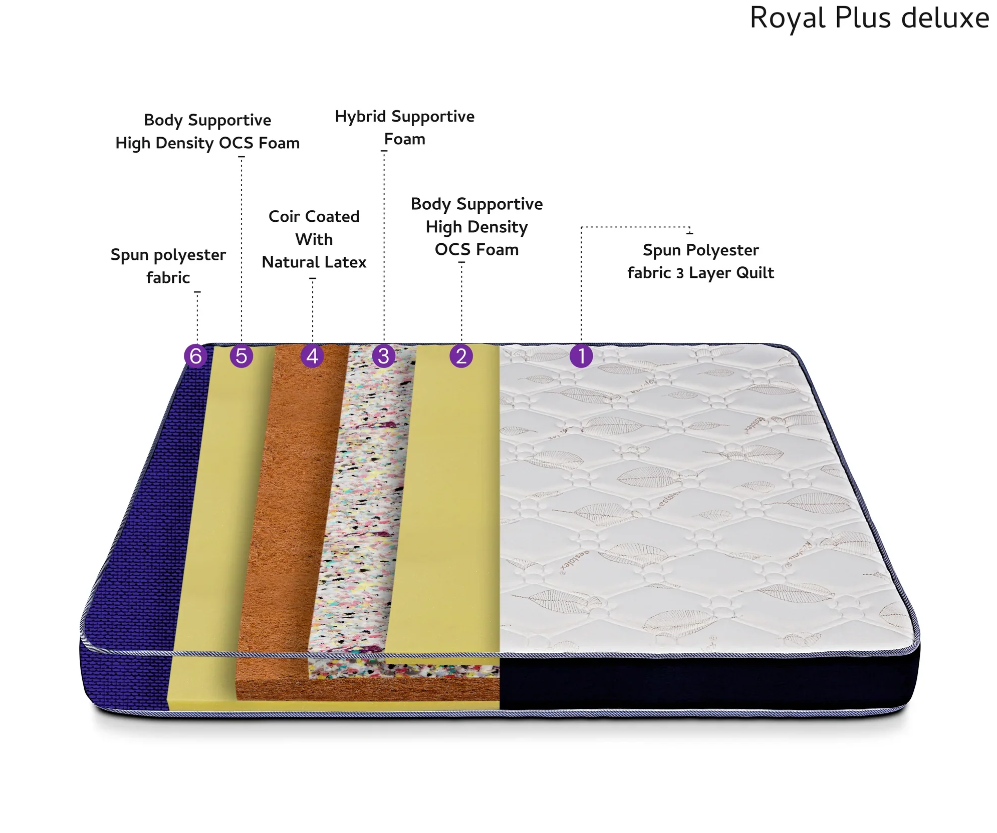 Royal Plus deluxe
Body Supportive
High Density OCS Foam
Hybrid Supportive
Foam
Coir Coated
With
Natural Latex
Body Supportive
High Density
OCS Foam
Spun polyester
fabric
Spun Polyester
fabric 3 Layer Quilt
6
5
4
3
2
1